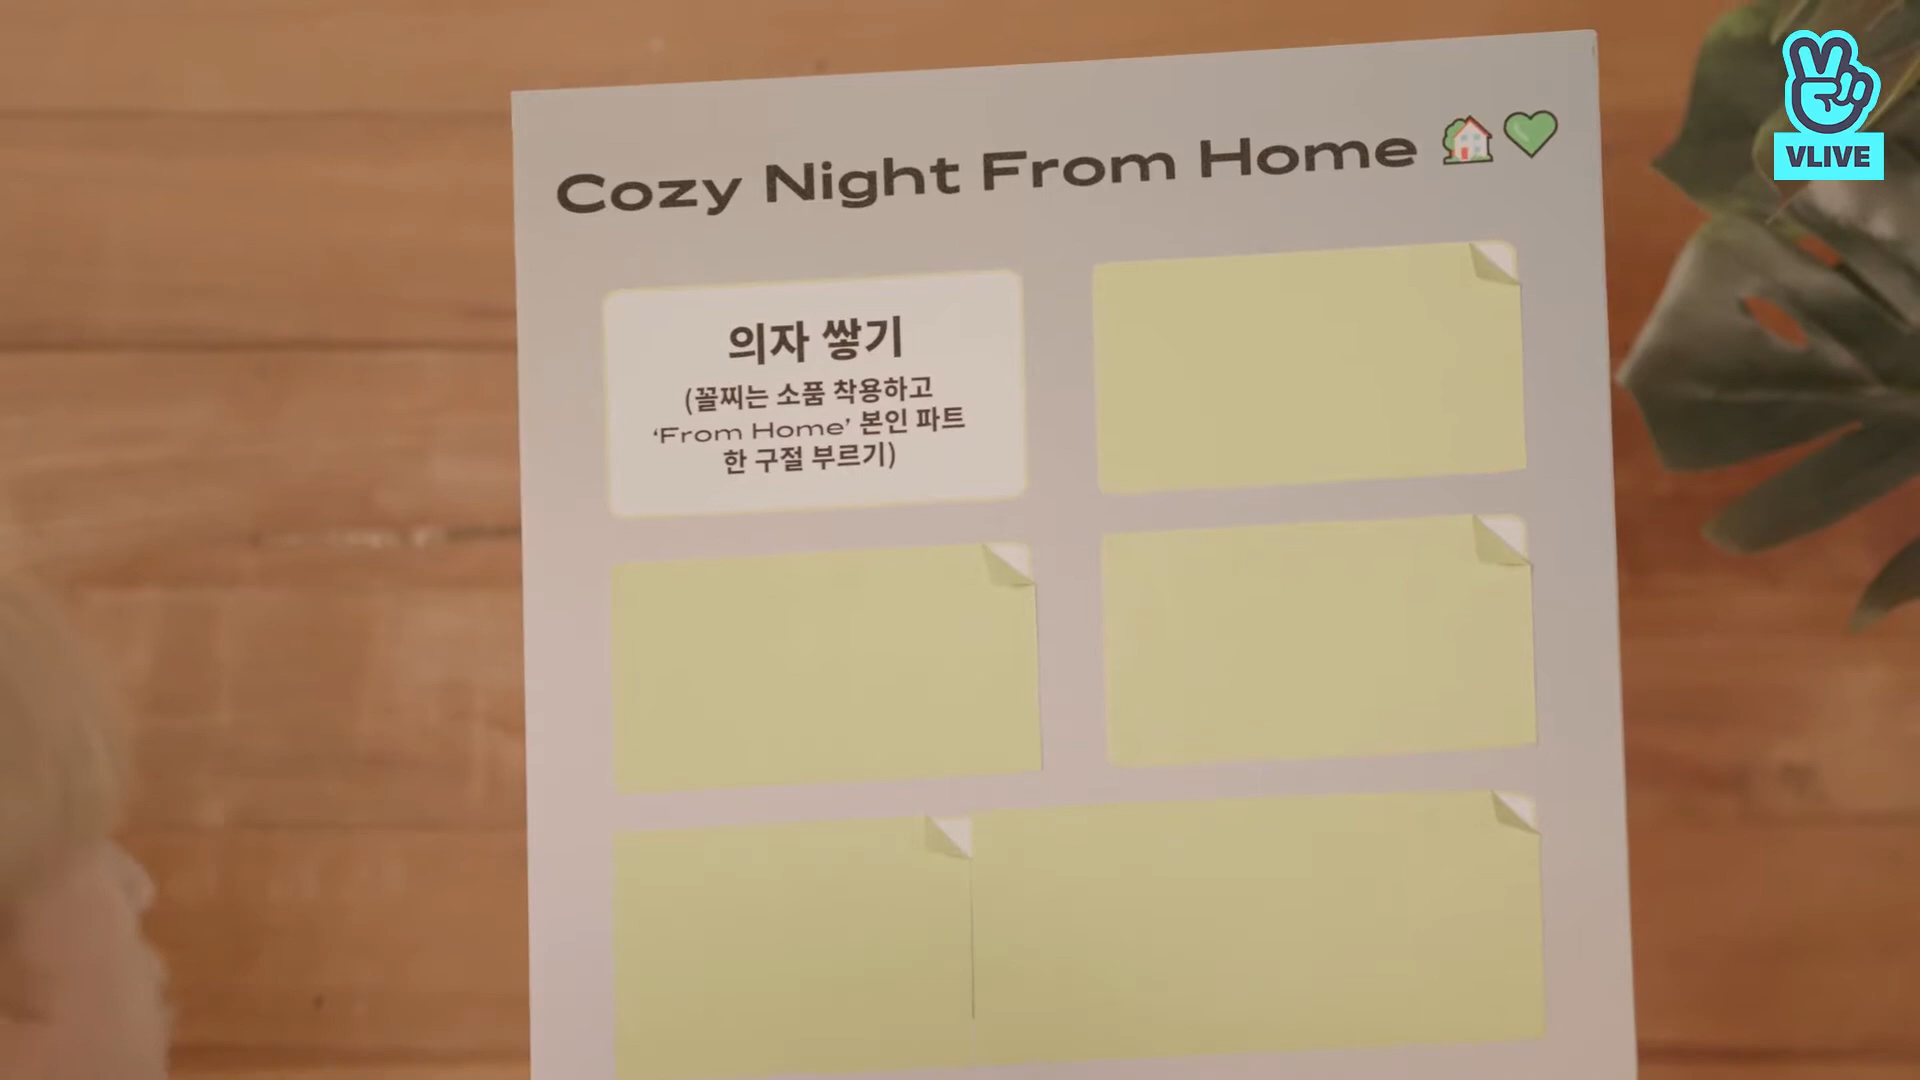 VLIVE
Cozy Night From Home
의자 쌓기
(꼴찌는 소품 착용하고
‘From Home’ 본인 파트
한 구절 부르기)